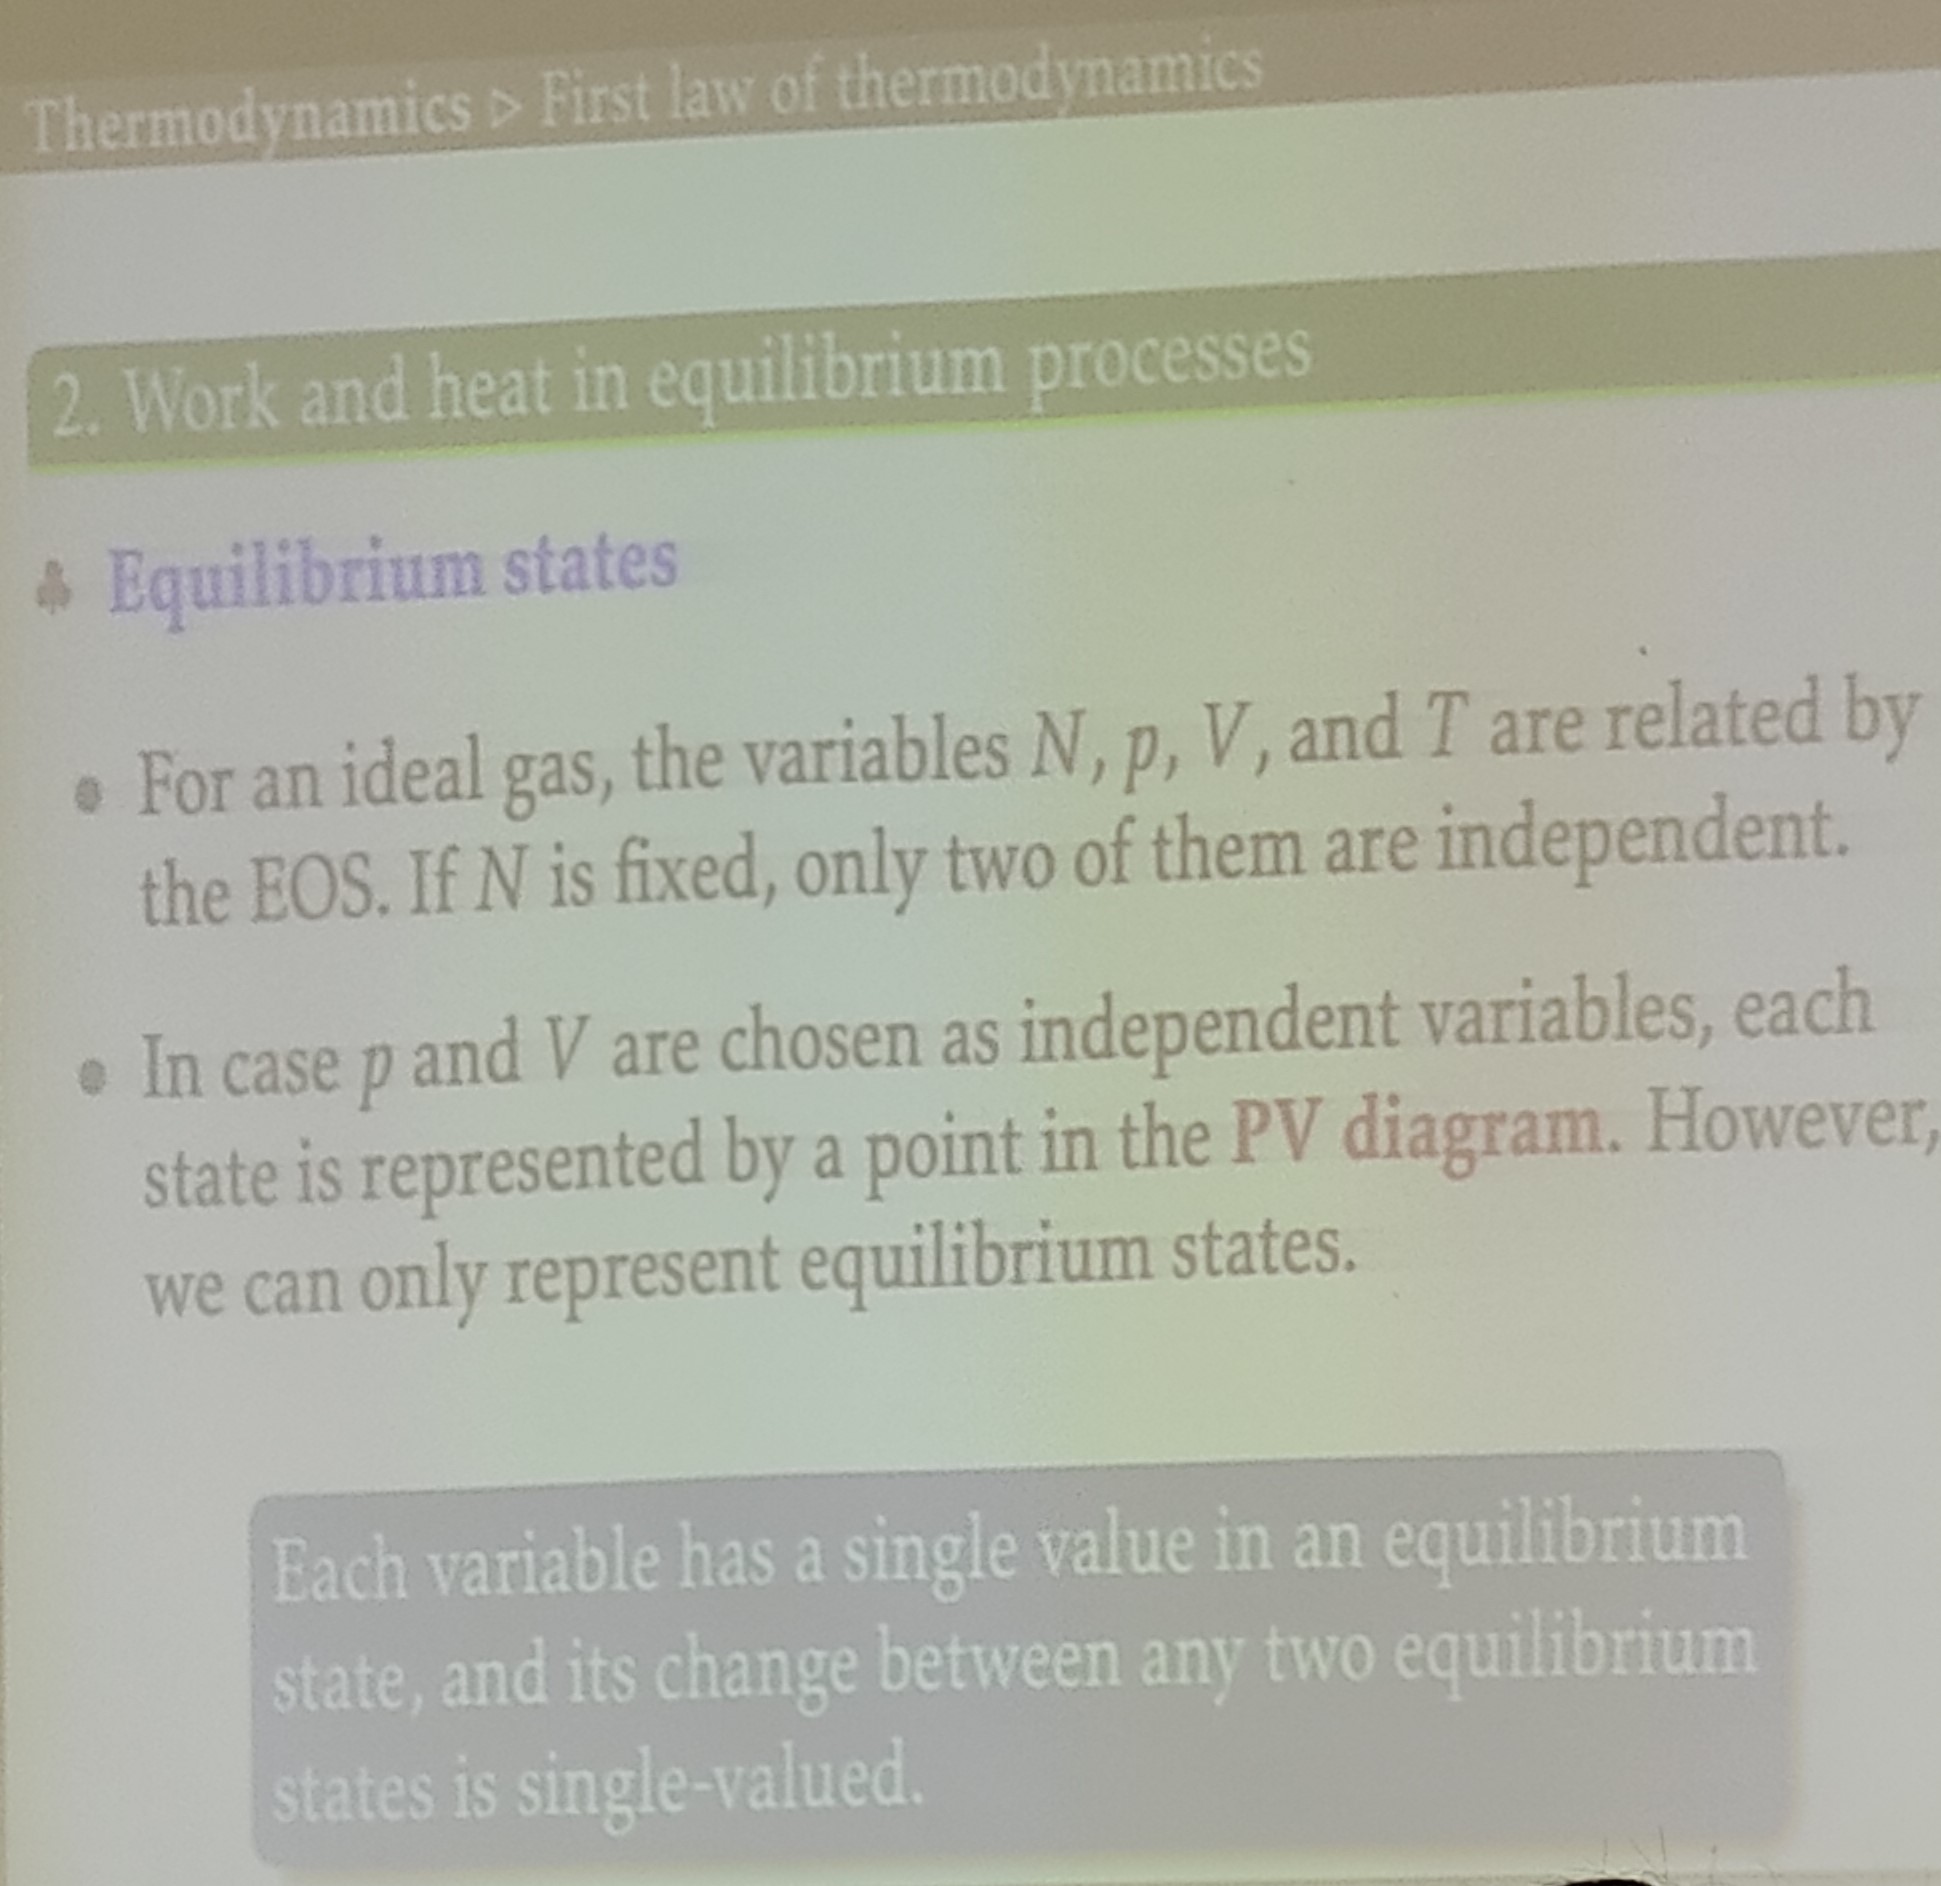 Thermodynamics ▷ First law of thermodynamics
2. Work and heat in equilibrium processes
♣ Equilibrium states
• For an ideal gas, the variables N, p, V, and T are related by
the EOS. If N is fixed, only two of them are independent.
• In case p and V are chosen as independent variables, each
state is represented by a point in the PV diagram. However,
we can only represent equilibrium states.
Each variable has a single value in an equilibrium
state, and its change between any two equilibrium
states is single-valued.